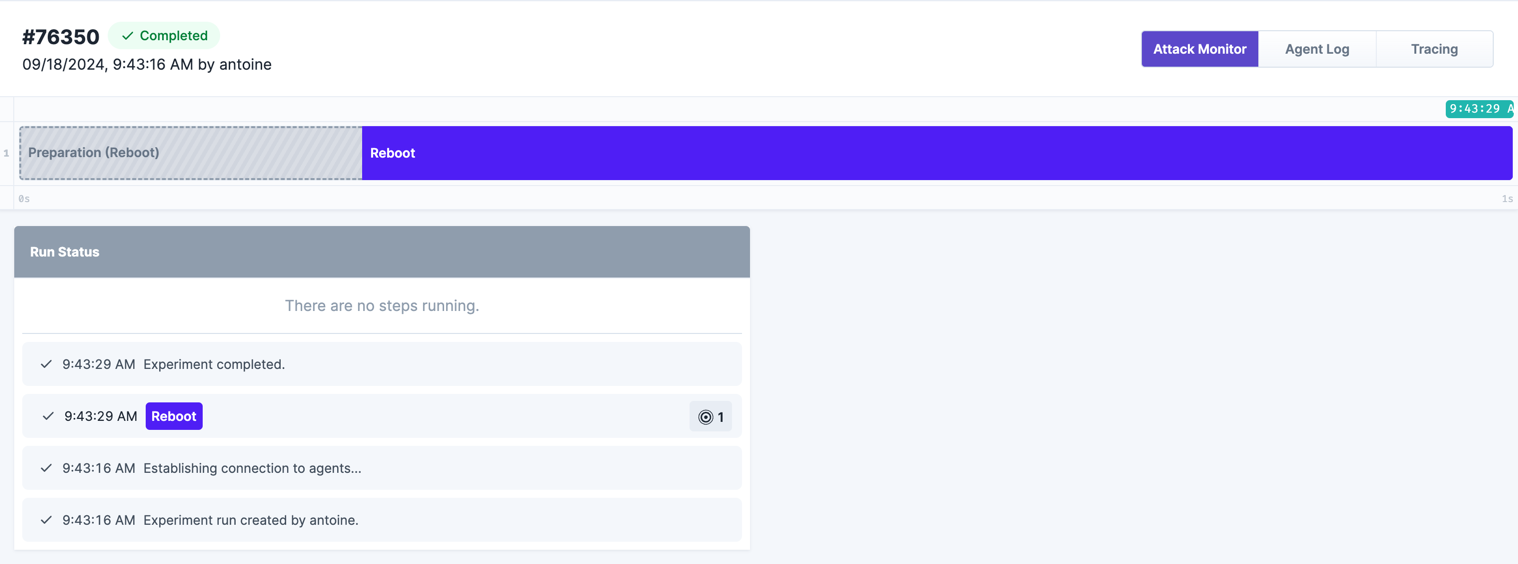 #76350 Completed
09/18/2024, 9:43:16 AM by antoine
Attack Monitor Agent Log Tracing
9:43:29 A
1 Preparation (Reboot) Reboot
0s 1s
Run Status
There are no steps running.
9:43:29 AM Experiment completed.
9:43:29 AM Reboot 1
9:43:16 AM Establishing connection to agents...
9:43:16 AM Experiment run created by antoine.